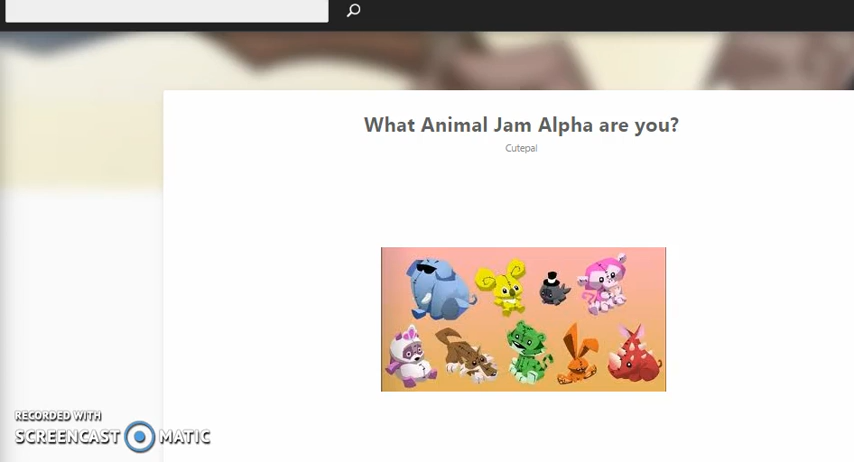 What Animal Jam Alpha are you?
Cutepal
RECORDED WITH
SCREENCAST MATIC